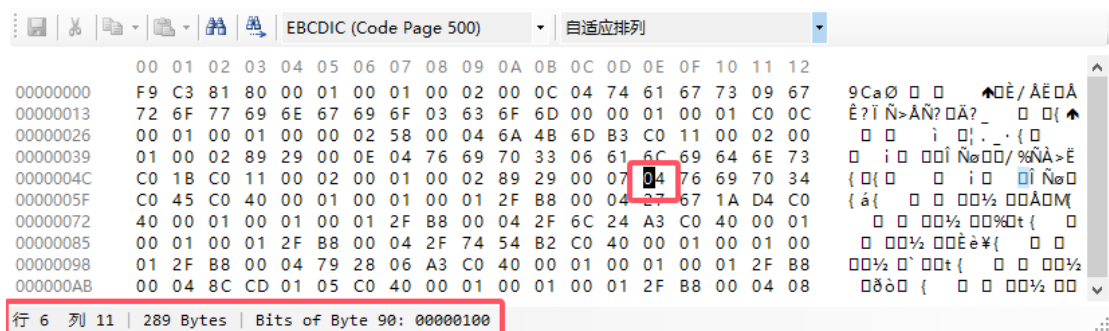 EBCDIC (Code Page 500) 自适应排列
00 01 02 03 04 05 06 07 08 09 0A 0B 0C 0D 0E 0F 10 11 12
00000000 F9 C3 81 80 00 01 00 01 00 02 00 0C 04 74 61 67 73 09 67
00000013 72 6F 77 69 6E 67 69 6F 03 63 6F 6D 00 00 01 00 01 C0 0C
00000026 00 01 00 01 00 00 02 58 00 04 6A 4B 6D B3 C0 11 00 02 00
00000039 01 00 02 89 29 00 0E 04 76 69 70 33 06 61 6C 69 64 6E 73
0000004C C0 1B C0 11 00 02 00 01 00 02 89 29 00 07 04 76 69 70 34
0000005F C0 45 C0 40 00 01 00 01 00 01 2F B8 00 04 27 67 1A D4 C0
00000072 40 00 01 00 01 00 01 2F B8 00 04 2F 6C 24 A3 C0 40 00 01
00000085 00 01 00 01 2F B8 00 04 2F 74 54 B2 C0 40 00 01 00 01 00
00000098 01 2F B8 00 04 79 28 06 A3 C0 40 00 01 00 01 00 01 2F B8
000000AB 00 04 8C CD 01 05 C0 40 00 01 00 01 00 01 2F B8 00 04 08
行 6 列 11 | 289 Bytes | Bits of Byte 90: 00000100